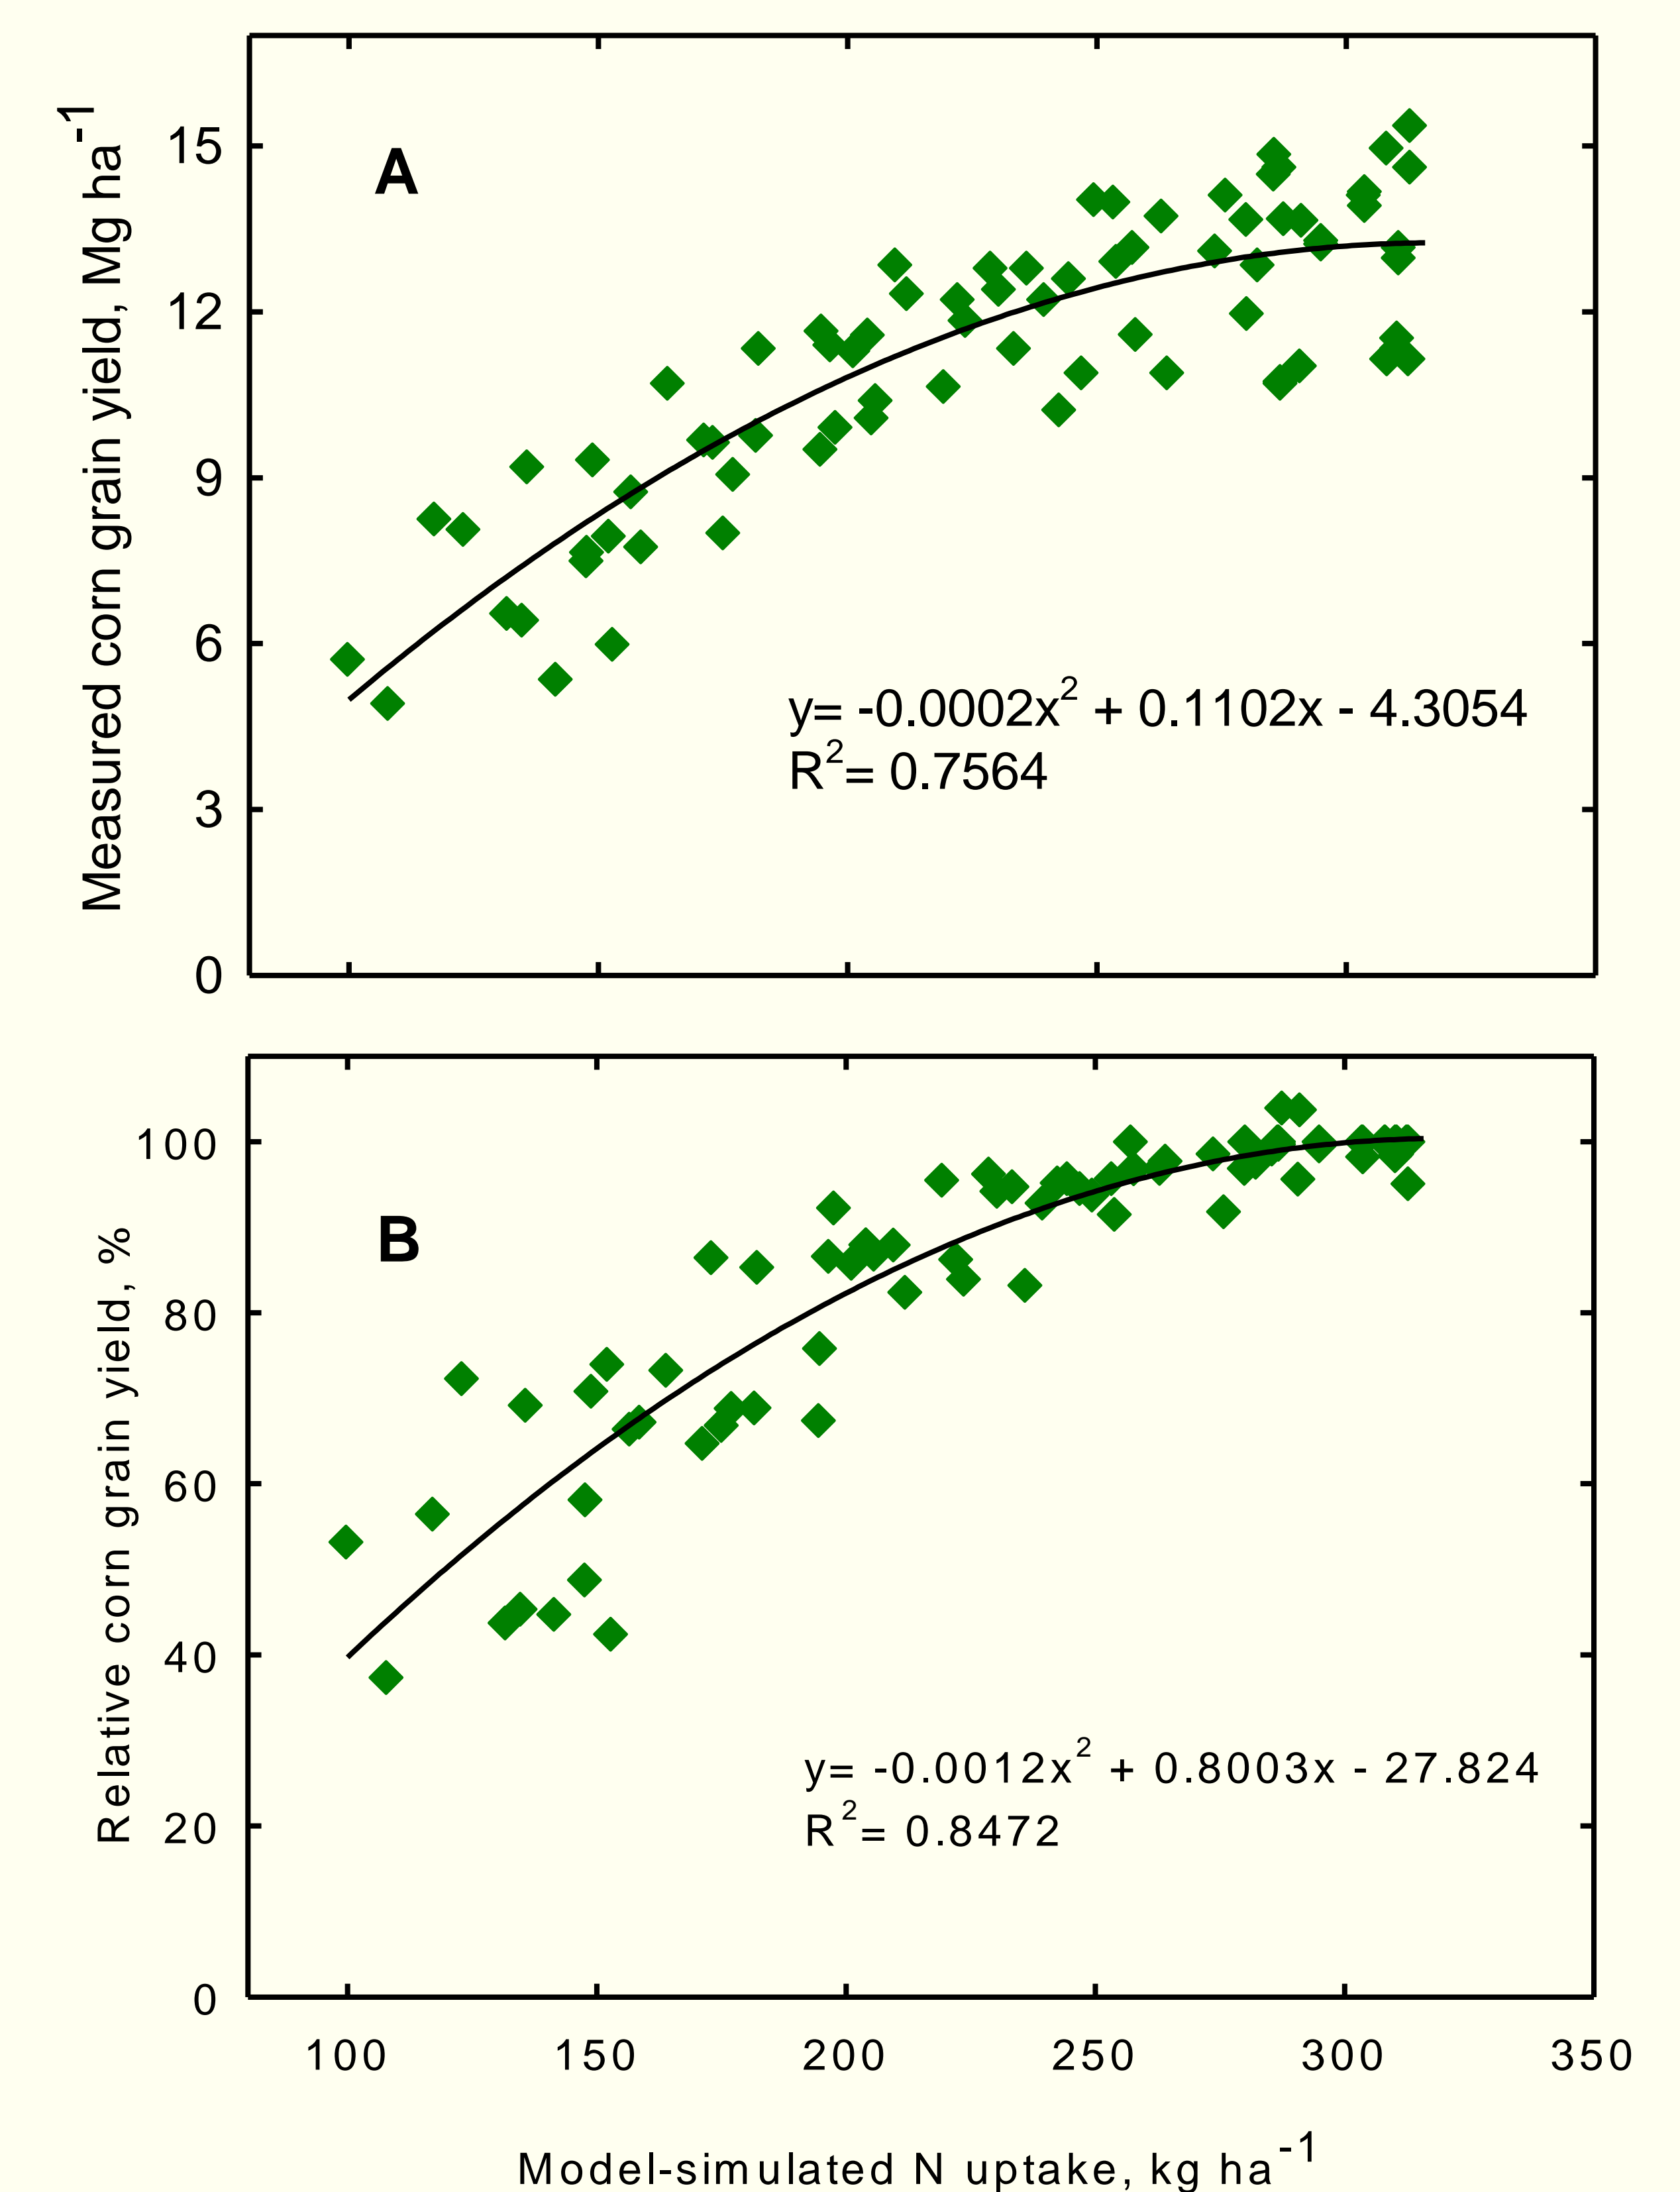 Measured corn grain yield, Mg ha-1
15
12
9
6
3
0
A
y= -0.0002x2 + 0.1102x - 4.3054
R2= 0.7564
Relative corn grain yield, %
100
80
60
40
20
0
B
y= -0.0012x2 + 0.8003x - 27.824
R2= 0.8472
100 150 200 250 300 350
Model-simulated N uptake, kg ha-1